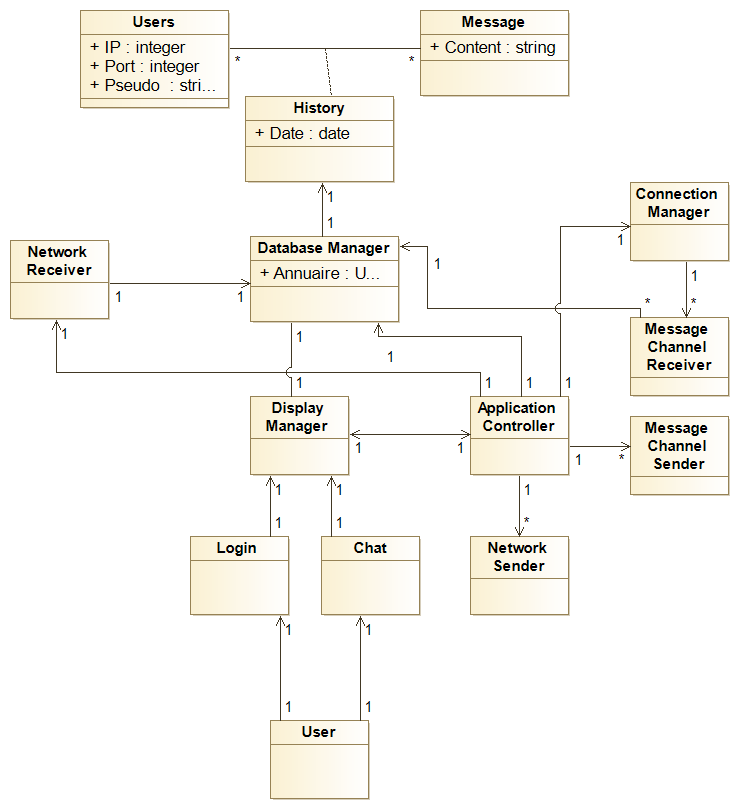 Users
+ IP : integer
+ Port : integer
+ Pseudo : stri...
*
Message
+ Content : string
*
History
+ Date : date
1
1
Database Manager
+ Annuaire : U...
Network
Receiver
1
1
1
1
1
1
1
Connection
Manager
1
1
*
*
Message
Channel
Receiver
1
1
1
1
Display
Manager
Application
Controller
1
1
1
*
Message
Channel
Sender
1
1
1
1
1
*
Login
Chat
Network
Sender
1
1
1
1
User